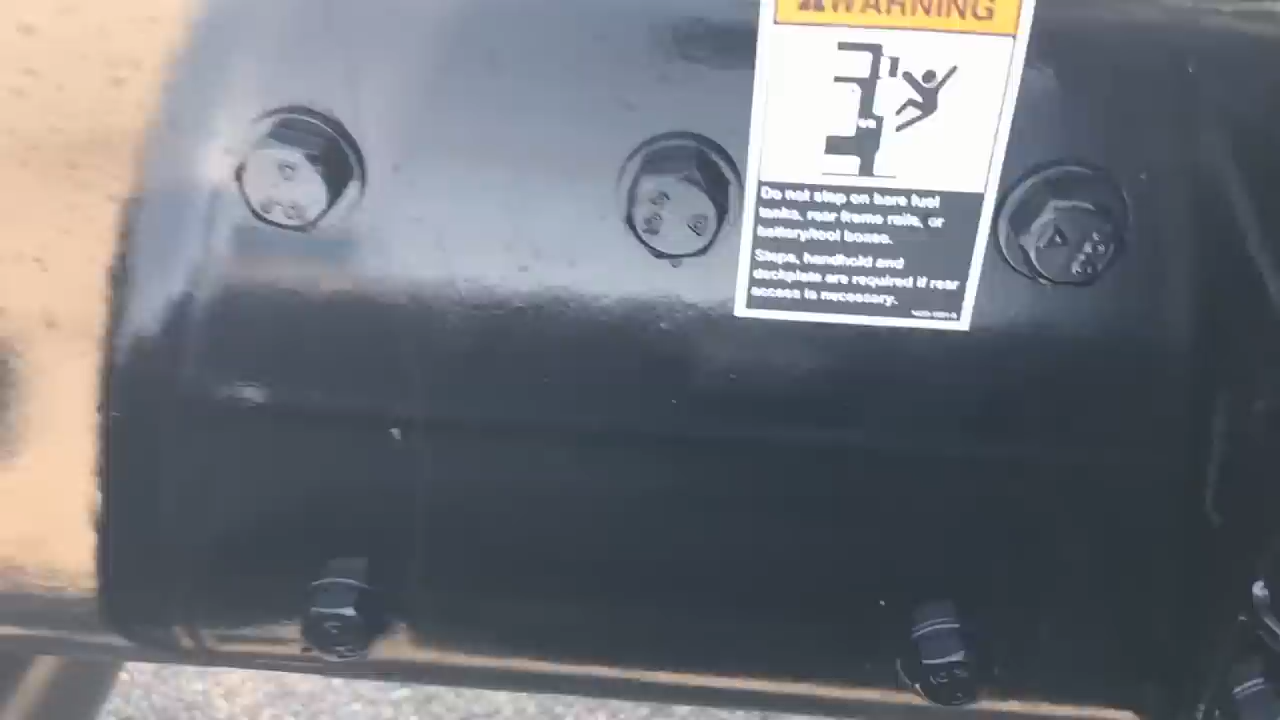 WARNING
Do not step on bare fuel
tanks, rear frame rails, or
battery/tool boxes.
Steps, handhold and
deckplate are required if rear
access is necessary.